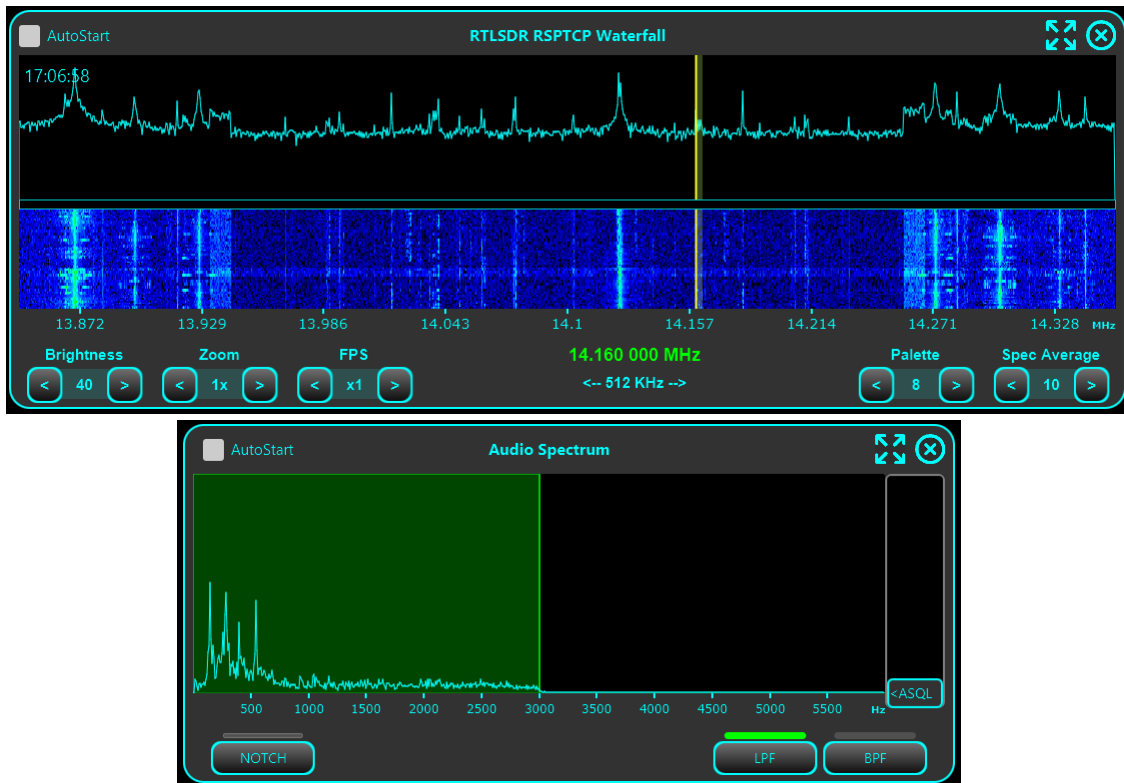 AutoStart RTLSDR RSPTCP Waterfall
17:06:58
13.872 13.929 13.986 14.043 14.1 14.157 14.214 14.271 14.328 MHz
Brightness Zoom FPS 14.160 000 MHz Palette Spec Average
< 40 > < 1x > < x1 > <-- 512 KHz --> < 8 > < 10 >
AutoStart Audio Spectrum
<ASQL
500 1000 1500 2000 2500 3000 3500 4000 4500 5000 5500 Hz
NOTCH LPF BPF